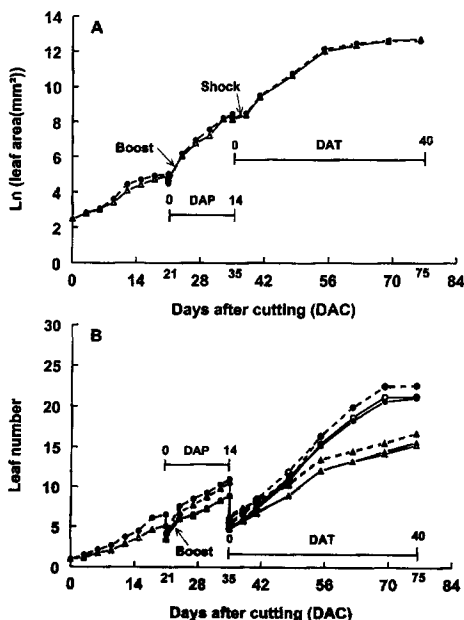 A
14
12
10
8
6
4
2
0
Ln (leaf area(mm²))
Boost
Shock
0 DAP 14
0 DAT 40
0 14 21 28 35 42 56 70 75 84
Days after cutting (DAC)
B
30
25
20
15
10
5
0
Leaf number
0 DAP 14
Boost
0 DAT 40
0 14 21 28 35 42 56 70 75 84
Days after cutting (DAC)